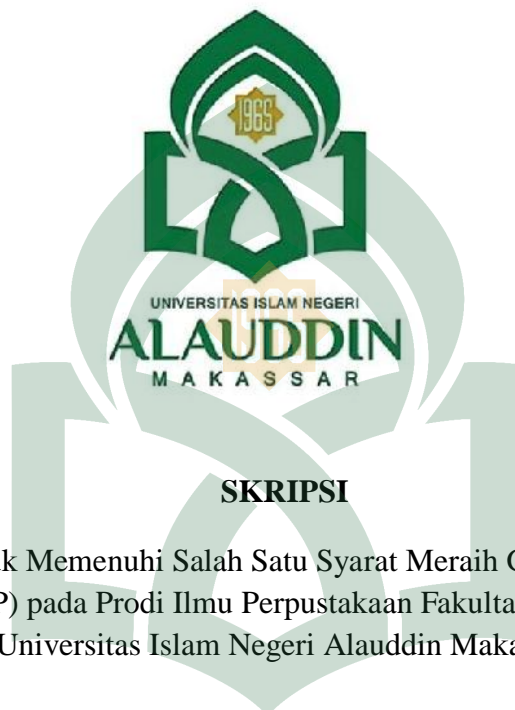 1965
UNIVERSITAS ISLAM NEGERI
ALAUDDIN
MAKASSAR
SKRIPSI
Memenuhi Salah Satu Syarat Meraih
pada Prodi Ilmu Perpustakaan
Universitas Islam Negeri Alauddin